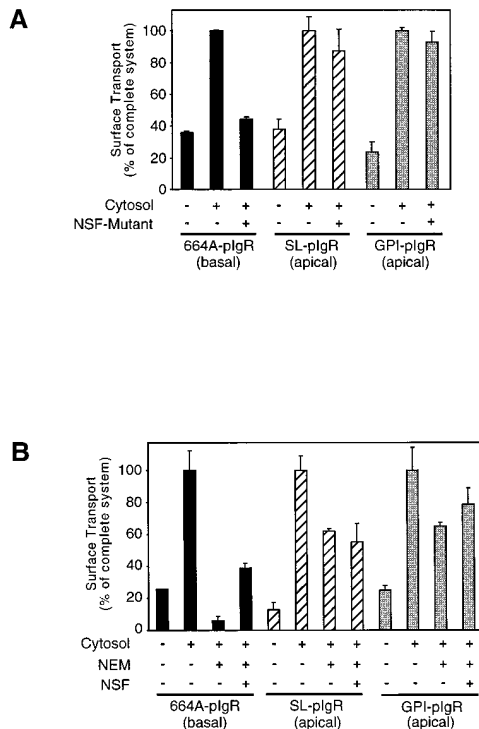 A
Surface Transport
(% of complete system)
100
80
60
40
20
0
Cytosol - + + - + + - + +
NSF-Mutant - - + - - + - - +
664A-pIgR SL-pIgR GPI-pIgR
(basal) (apical) (apical)
B
Surface Transport
(% of complete system)
100
80
60
40
20
0
Cytosol - + + + - + + + - + + +
NEM - - + + - - + + - - + +
NSF - - - + - - - + - - - +
664A-pIgR SL-pIgR GPI-pIgR
(basal) (apical) (apical)